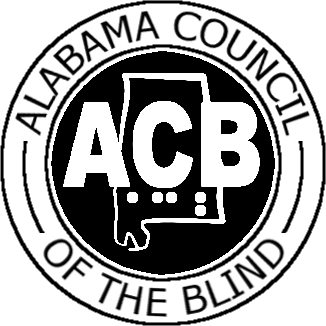 ALABAMA COUNCIL
OF THE BLIND
ACB
⠁⠉⠃